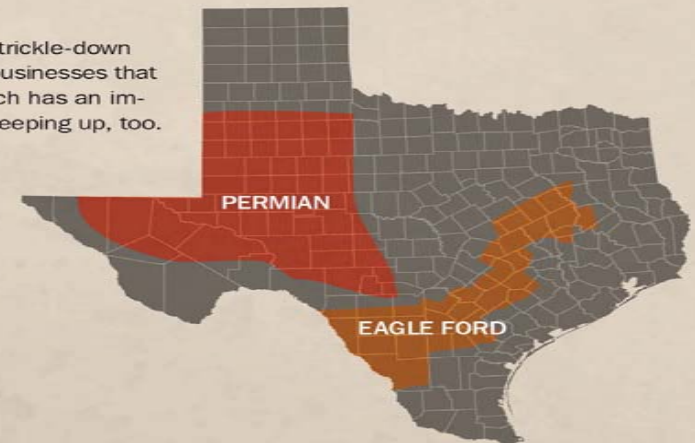 trickle-down
usinesses that
ch has an im-
eeping up, too.
PERMIAN
EAGLE FORD